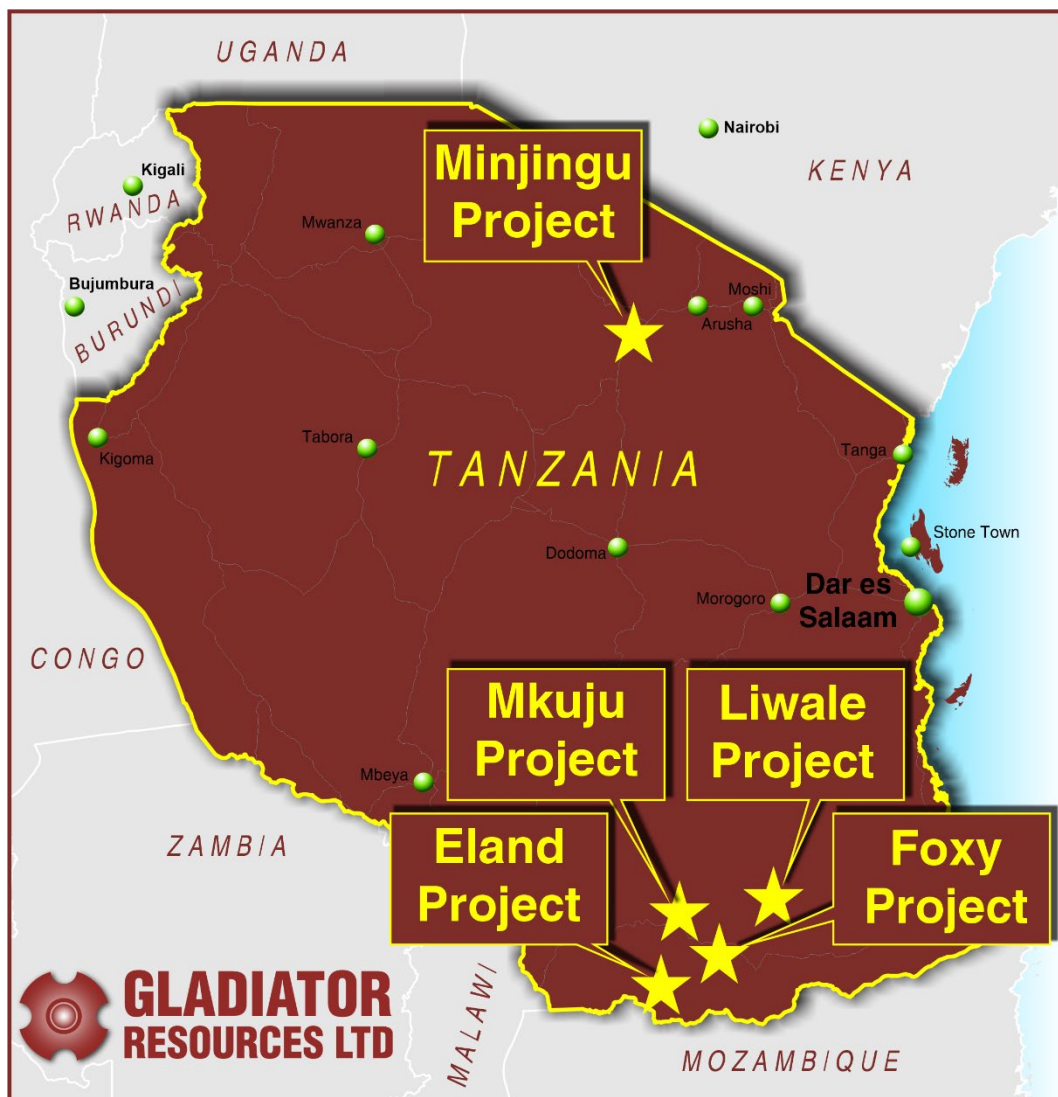 UGANDA
Nairobi
KENYA
Minjingu
Project
Kigali
RWANDA
Mwanza
Bujumbura
BURUNDI
Moshi
Arusha
Kigoma
Tabora
TANZANIA
Tanga
Stone Town
Dodoma
Morogoro
Dar es
Salaam
CONGO
Mkuju
Project
Liwale
Project
Mbeya
ZAMBIA
Eland
Project
Foxy
Project
GLADIATOR
RESOURCES LTD
MALAWI
MOZAMBIQUE